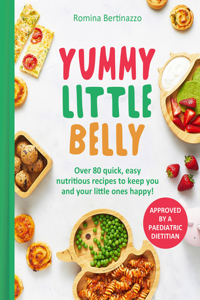 Romina Bertinazzo
YUMMY
LITTLE
BELLY
Over 80 quick, easy
nutritious recipes to keep you
and your little ones happy!
APPROVED
BY A
PAEDIATRIC
DIETITIAN